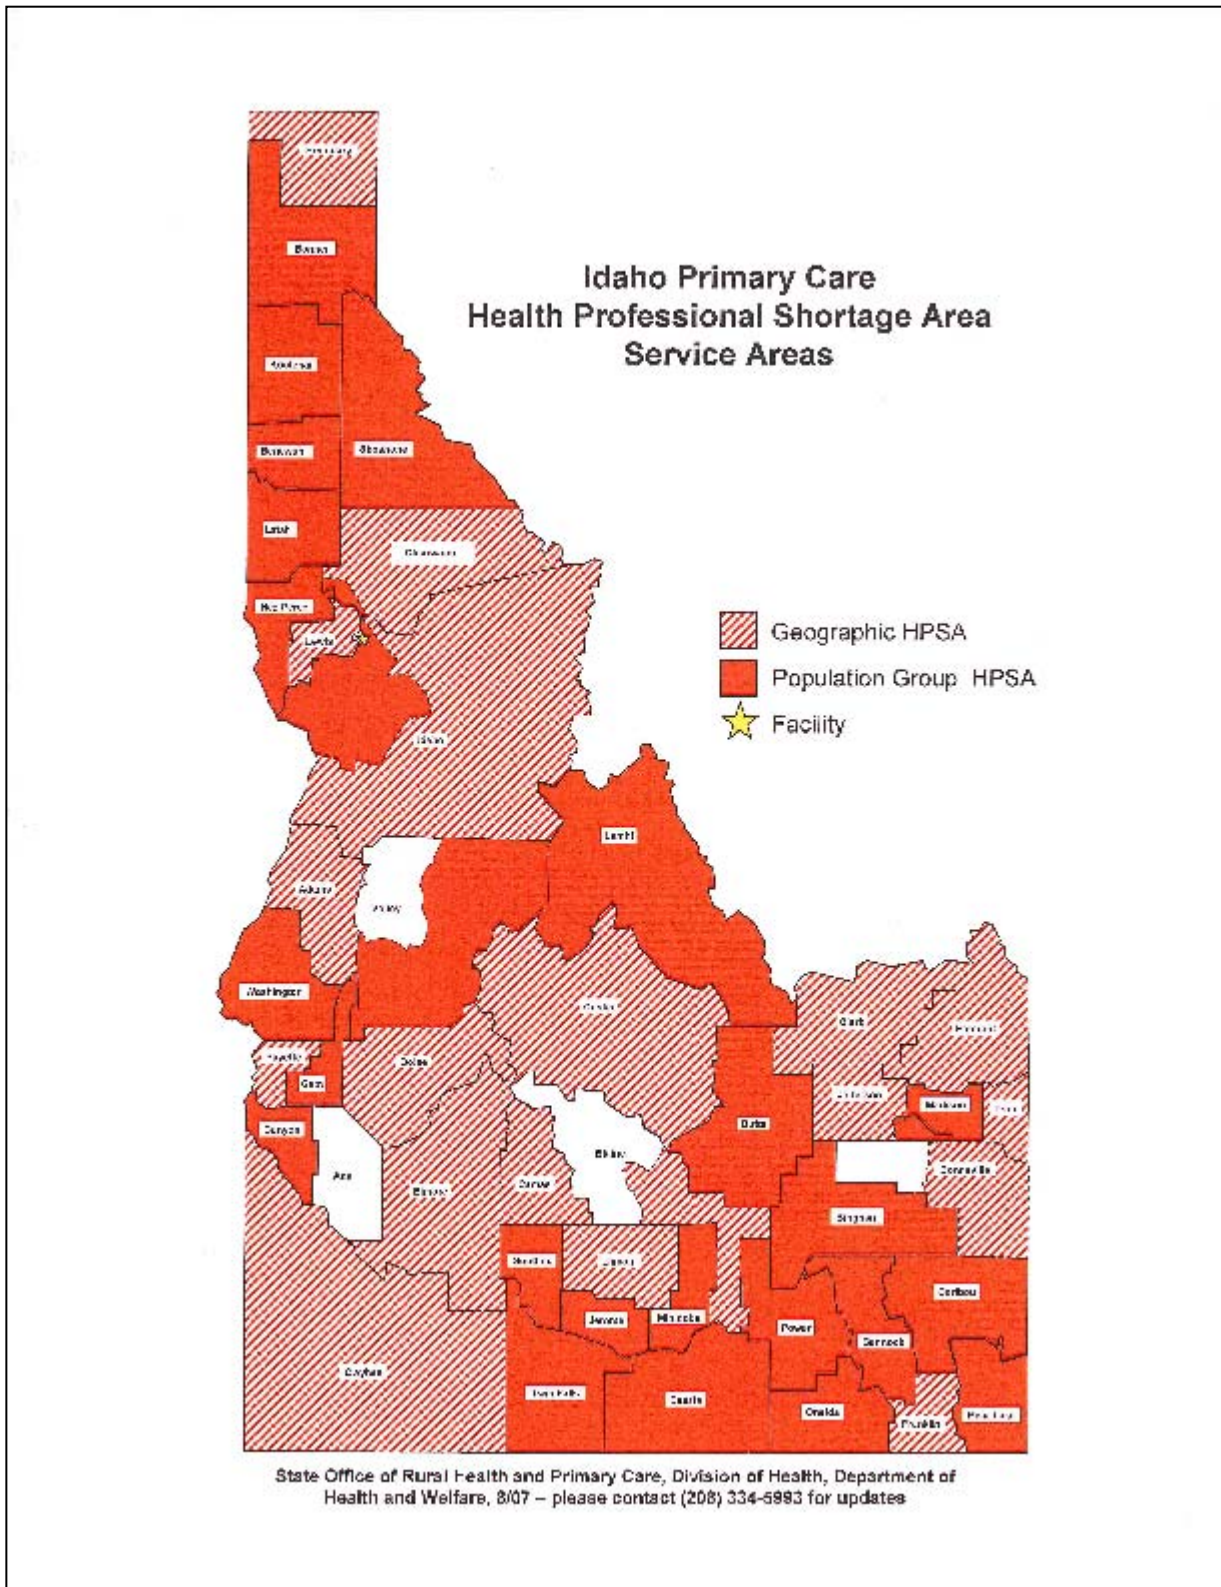 Idaho Primary Care
Health Professional Shortage Area
Service Areas
Bonner
Kootenai
Benewah
Shoshone
Latah
Clearwater
Nez Perce
Lewis
Idaho
Geographic HPSA
Population Group HPSA
Facility
Lemhi
Adams
Valley
Washington
Custer
Clark
Fremont
Payette
Boise
Gem
Jefferson
Madison
Canyon
Butte
Ada
Elmore
Camas
Blaine
Bonneville
Bingham
Gooding
Lincoln
Caribou
Jerome
Minidoka
Power
Bannock
Owyhee
Twin Falls
Cassia
Oneida
Franklin
Bear Lake
State Office of Rural Health and Primary Care, Division of Health, Department of
Health and Welfare, 8/07 – please contact (208) 334-5993 for updates